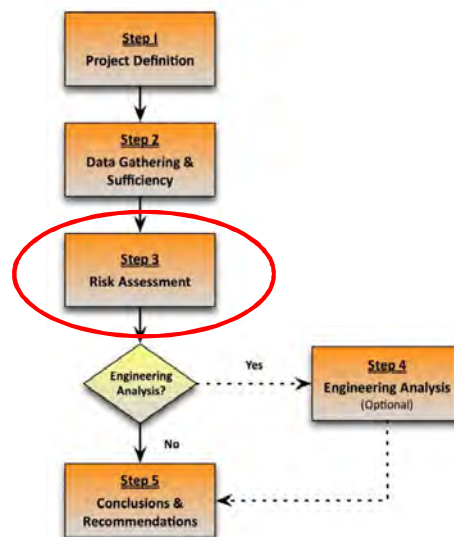 Step 1
Project Definition
Step 2
Data Gathering &
Sufficiency
Step 3
Risk Assessment
Engineering
Analysis?
Yes
Step 4
Engineering Analysis
(Optional)
No
Step 5
Conclusions &
Recommendations